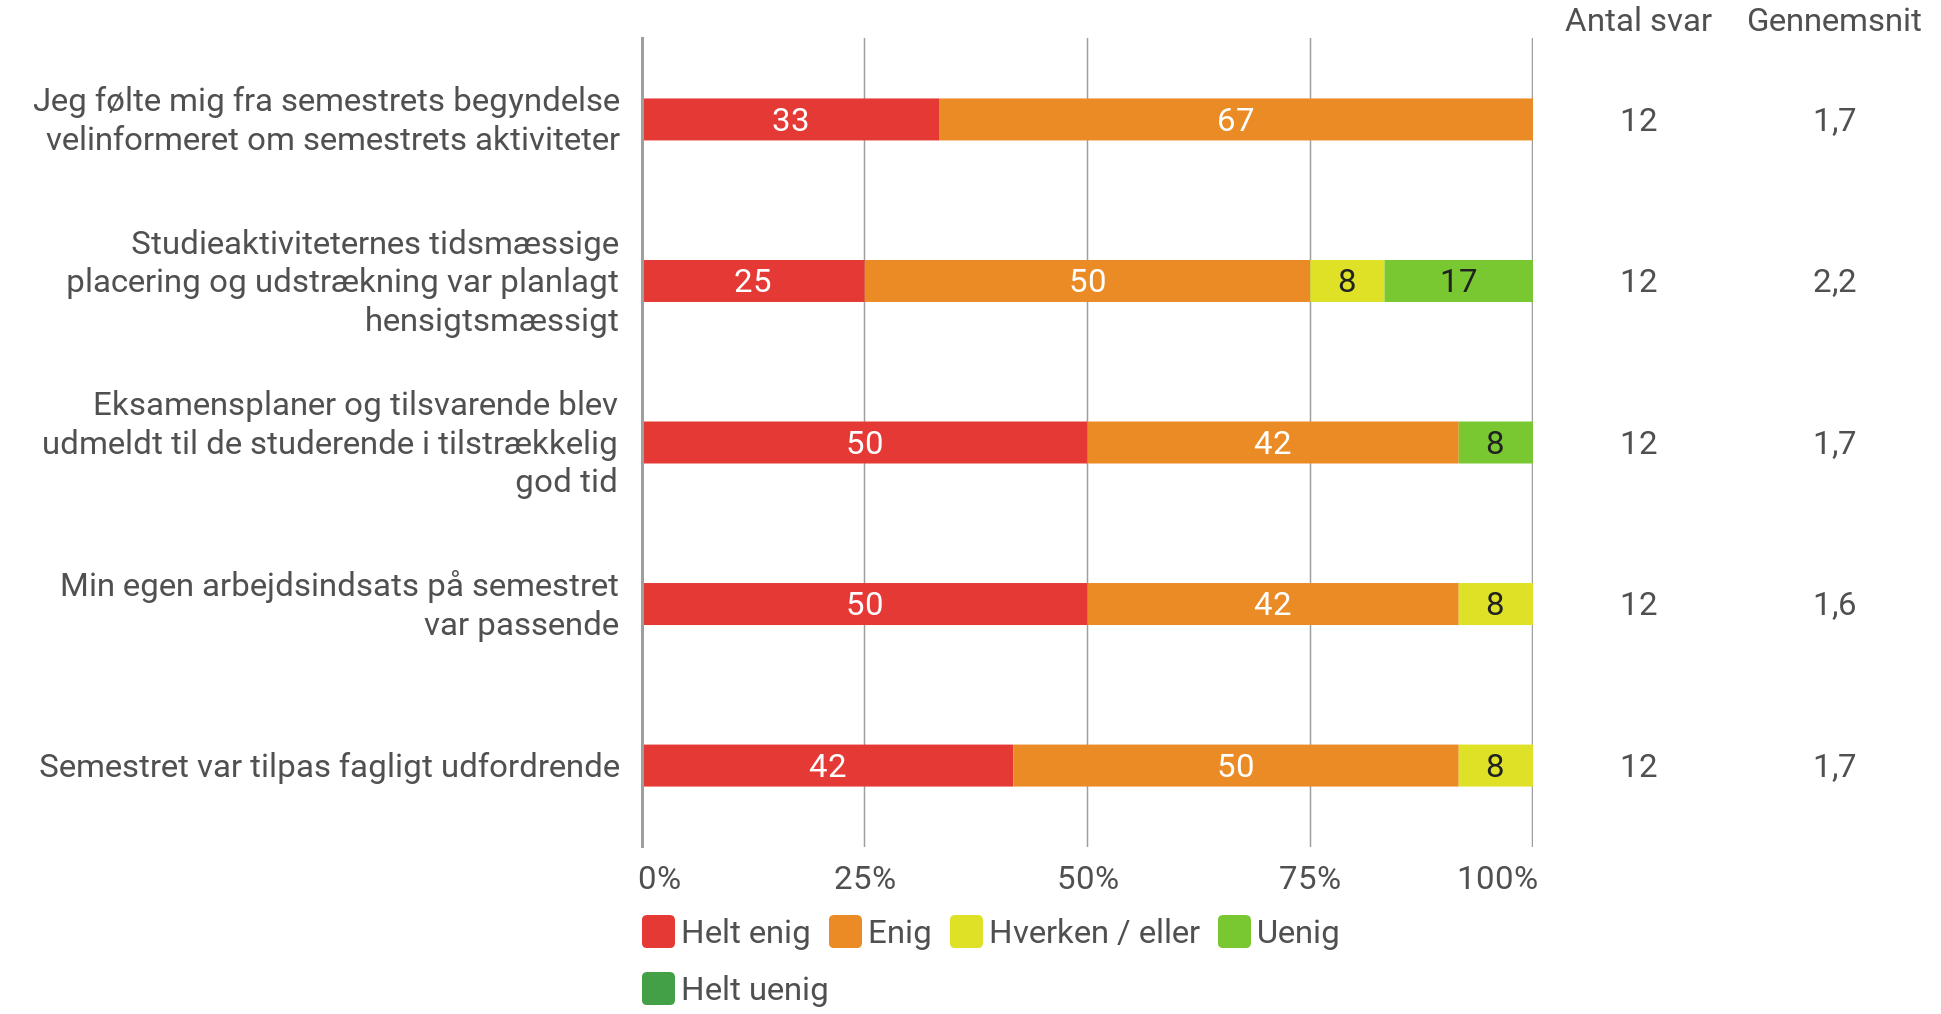 Antal svar Gennemsnit
Jeg følte mig fra semestrets begyndelse
velinformeret om semestrets aktiviteter
33 67 12 1,7
Studieaktiviteternes tidsmæssige
placering og udstrækning var planlagt
hensigtsmæssigt
25 50 8 17 12 2,2
Eksamensplaner og tilsvarende blev
udmeldt til de studerende i tilstrækkelig
god tid
50 42 8 12 1,7
Min egen arbejdsindsats på semestret
var passende
50 42 8 12 1,6
Semestret var tilpas fagligt udfordrende
42 50 8 12 1,7
0% 25% 50% 75% 100%
Helt enig Enig Hverken / eller Uenig
Helt uenig